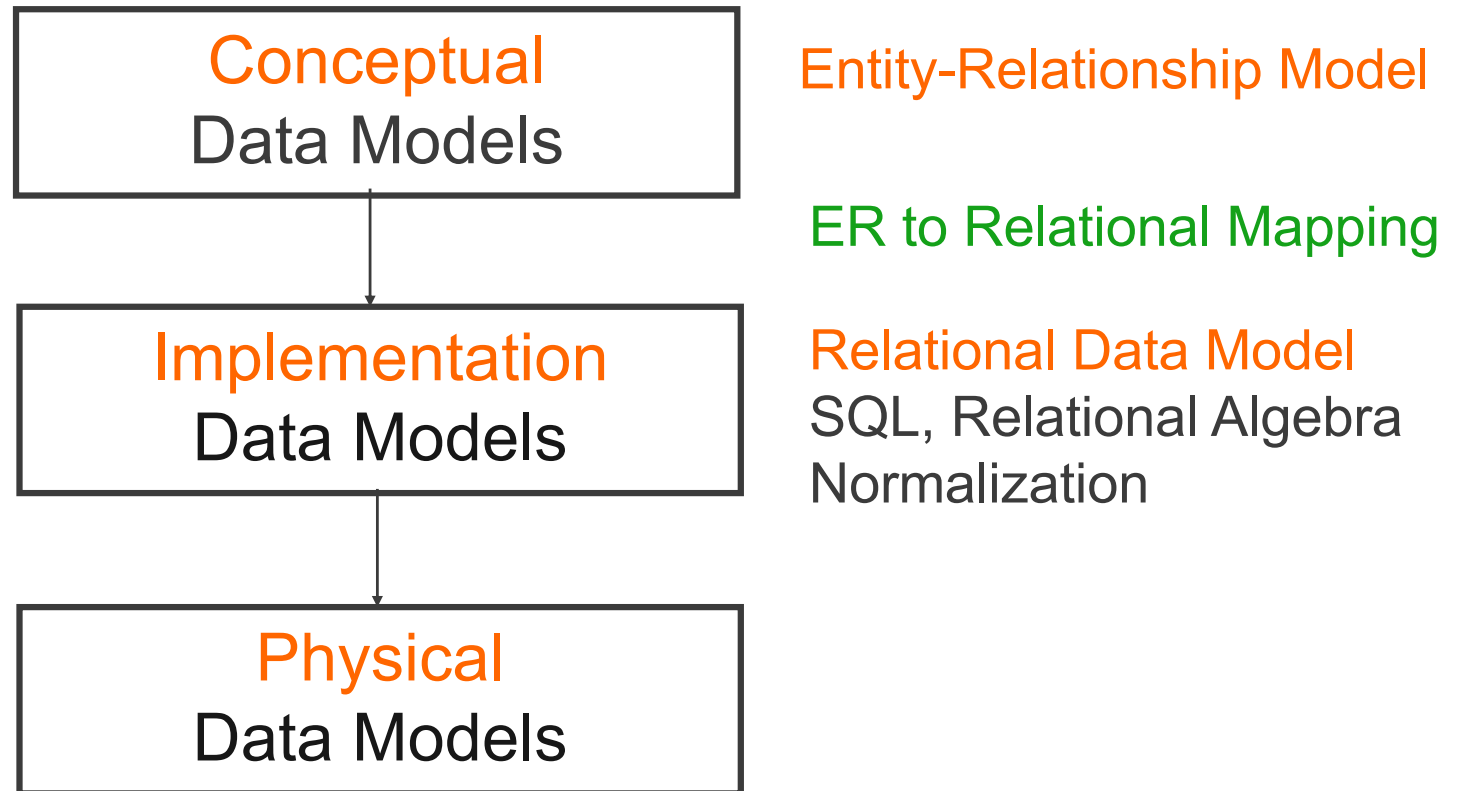 Conceptual
Data Models
Entity-Relationship Model
ER to Relational Mapping
Implementation
Data Models
Relational Data Model
SQL, Relational Algebra
Normalization
Physical
Data Models